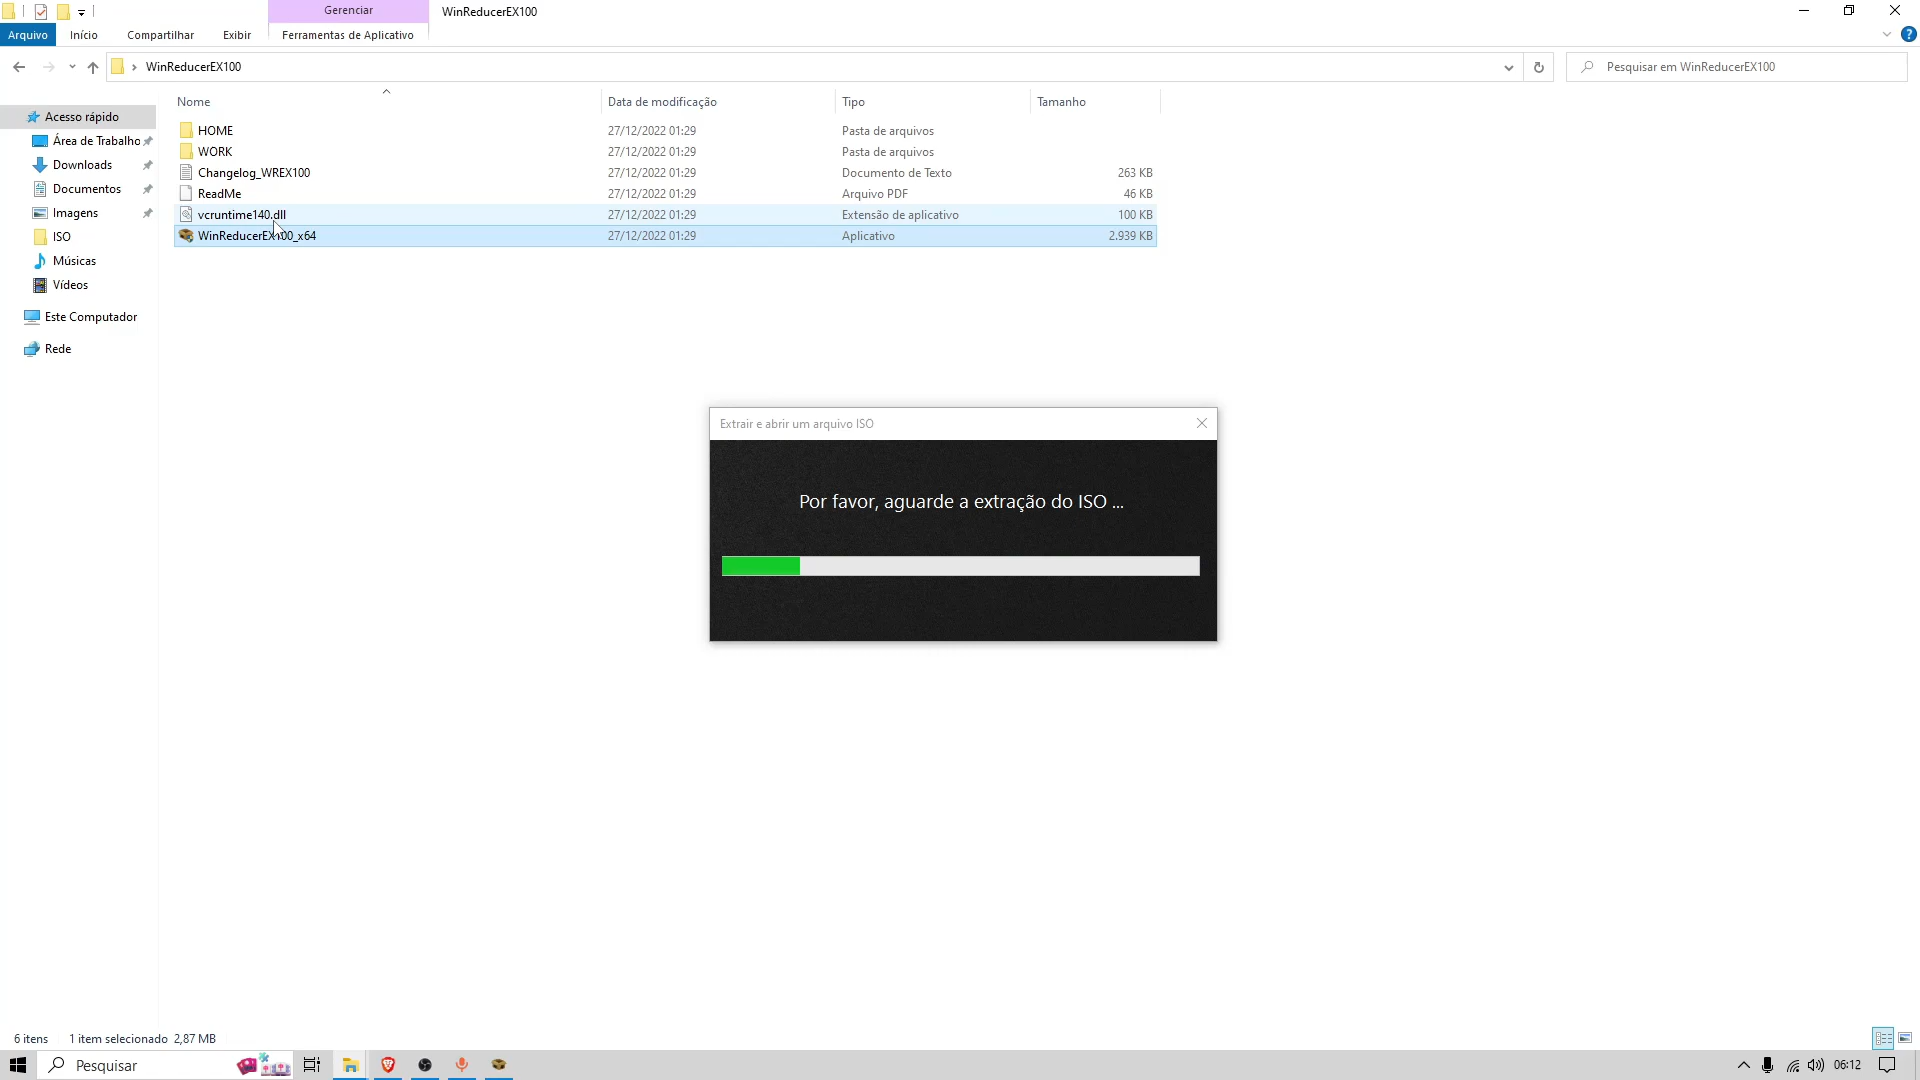 Gerenciar
WinReducerEX100
Arquivo
Início
Compartilhar
Exibir
Ferramentas de Aplicativo
WinReducerEX100
Pesquisar em WinReducerEX100
Nome
Data de modificação
Tipo
Tamanho
HOME 27/12/2022 01:29 Pasta de arquivos
WORK 27/12/2022 01:29 Pasta de arquivos
Changelog_WREX100 27/12/2022 01:29 Documento de Texto 263 KB
ReadMe 27/12/2022 01:29 Arquivo PDF 46 KB
vcruntime140.dll 27/12/2022 01:29 Extensão de aplicativo 100 KB
WinReducerEX100_x64 27/12/2022 01:29 Aplicativo 2.939 KB
Acesso rápido
Área de Trabalho
Downloads
Documentos
Imagens
ISO
Músicas
Vídeos
Este Computador
Rede
Extrair e abrir um arquivo ISO
Por favor, aguarde a extração do ISO ...
6 itens
1 item selecionado 2,87 MB
Pesquisar
06:12